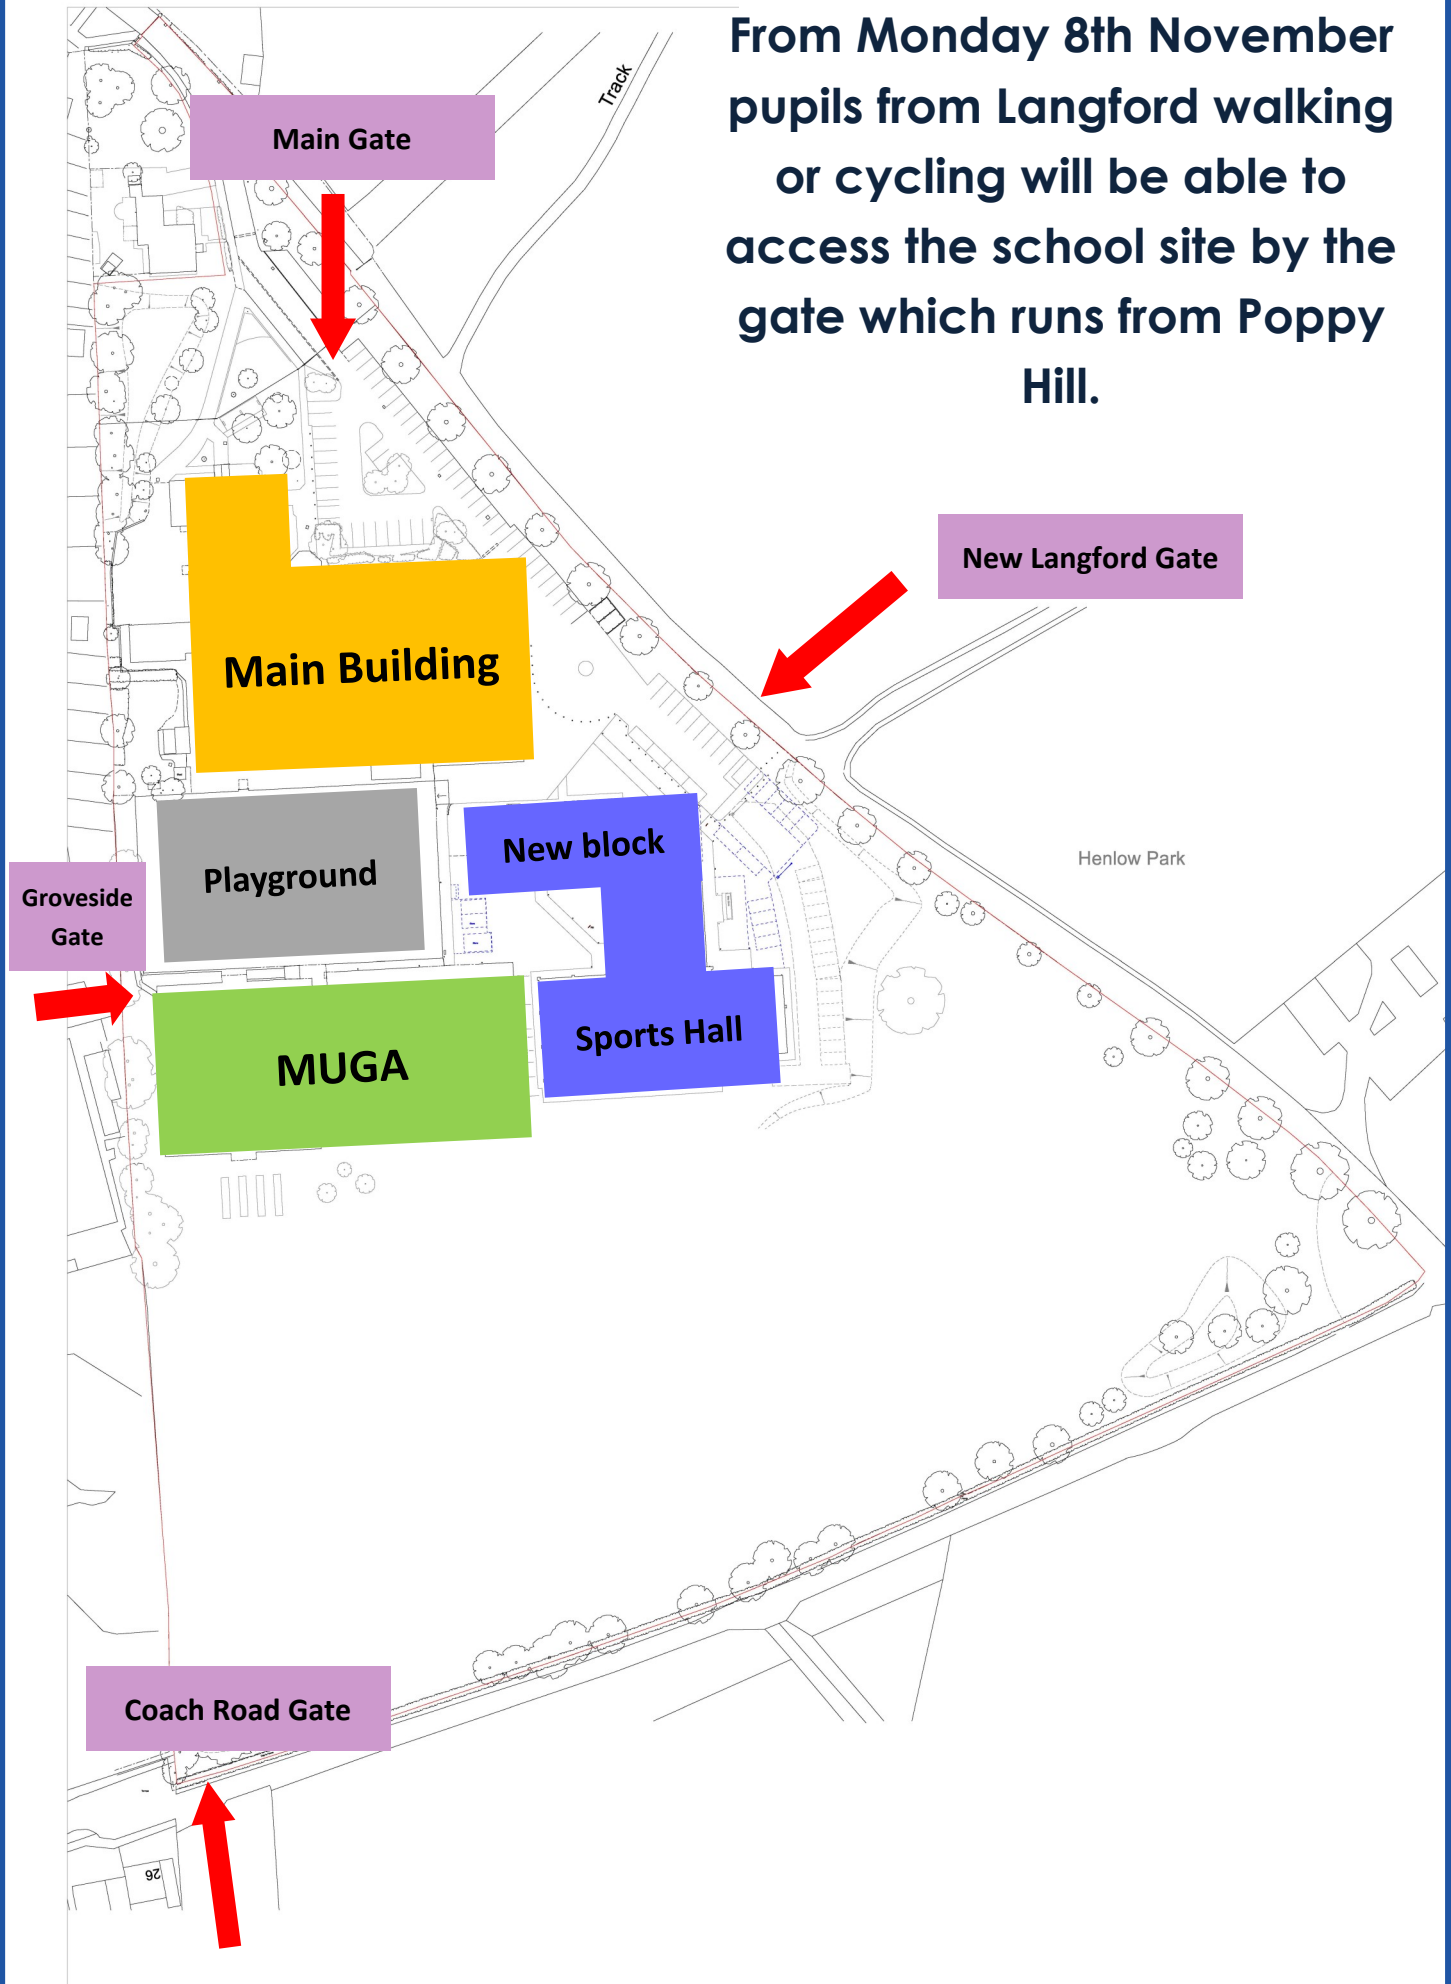 From Monday 8th November
pupils from Langford walking
or cycling will be able to
access the school site by the
gate which runs from Poppy
Hill.
Track
Main Gate
New Langford Gate
Main Building
New block
Playground
Henlow Park
Groveside
Gate
Sports Hall
MUGA
Coach Road Gate
26